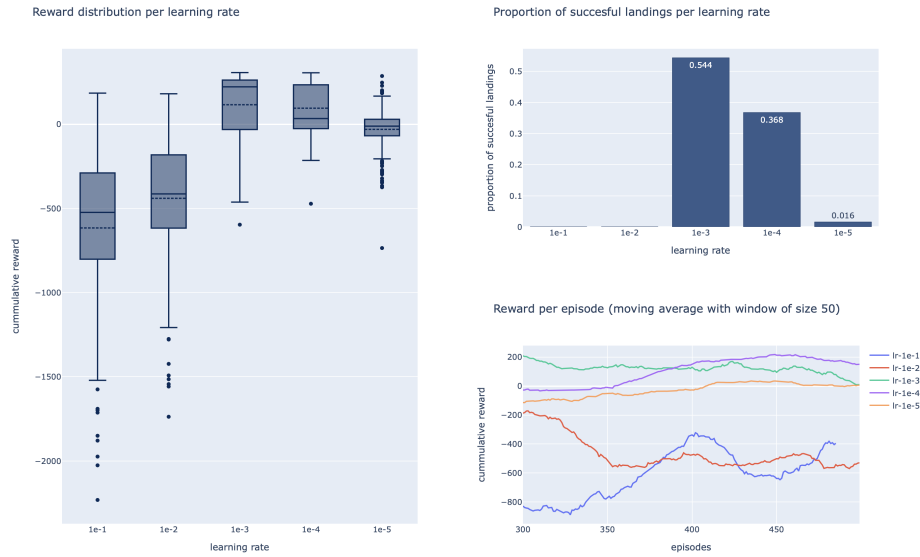 Reward distribution per learning rate
0
−500
−1000
−1500
−2000
cummulative reward
1e-1
1e-2
1e-3
1e-4
1e-5
learning rate
Proportion of succesful landings per learning rate
0.5
0.4
0.3
0.2
0.1
0
proportion of succesful landings
0.544
0.368
0.016
1e-1
1e-2
1e-3
1e-4
1e-5
learning rate
Reward per episode (moving average with window of size 50)
200
0
−200
−400
−600
−800
cummulative reward
300
350
400
450
episodes
lr-1e-1
lr-1e-2
lr-1e-3
lr-1e-4
lr-1e-5